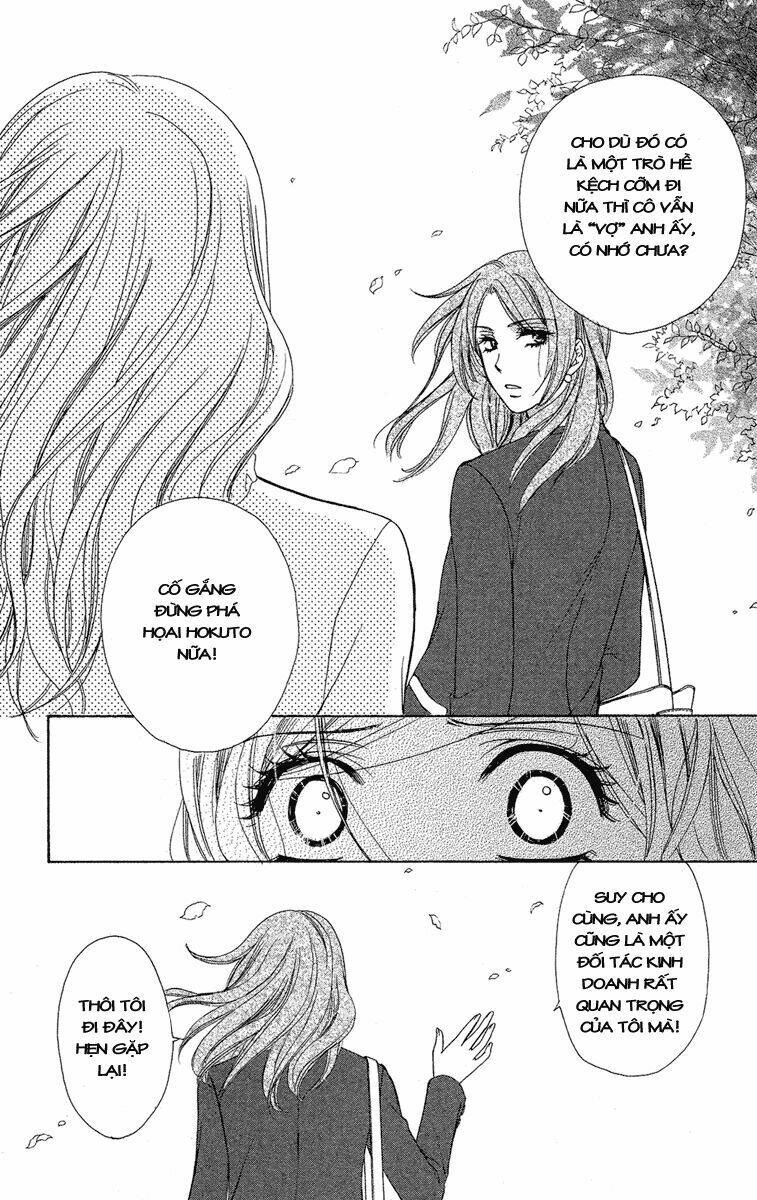 CHO DÙ ĐÓ CÓ
LÀ MỘT TRÒ HỀ
KỆCH CỠM ĐI
NỮA THÌ CÔ VẪN
LÀ "VỢ" ANH ẤY,
CÓ NHỚ CHƯA?
CỐ GẮNG
ĐỪNG PHÁ
HỌAI HOKUTO
NỮA!
SUY CHO
CÙNG, ANH ẤY
CŨNG LÀ MỘT
ĐỐI TÁC KINH
DOANH RẤT
QUAN TRỌNG
CỦA TÔI MÀ!
THÔI TÔI
ĐI ĐÂY!
HẸN GẶP
LẠI!